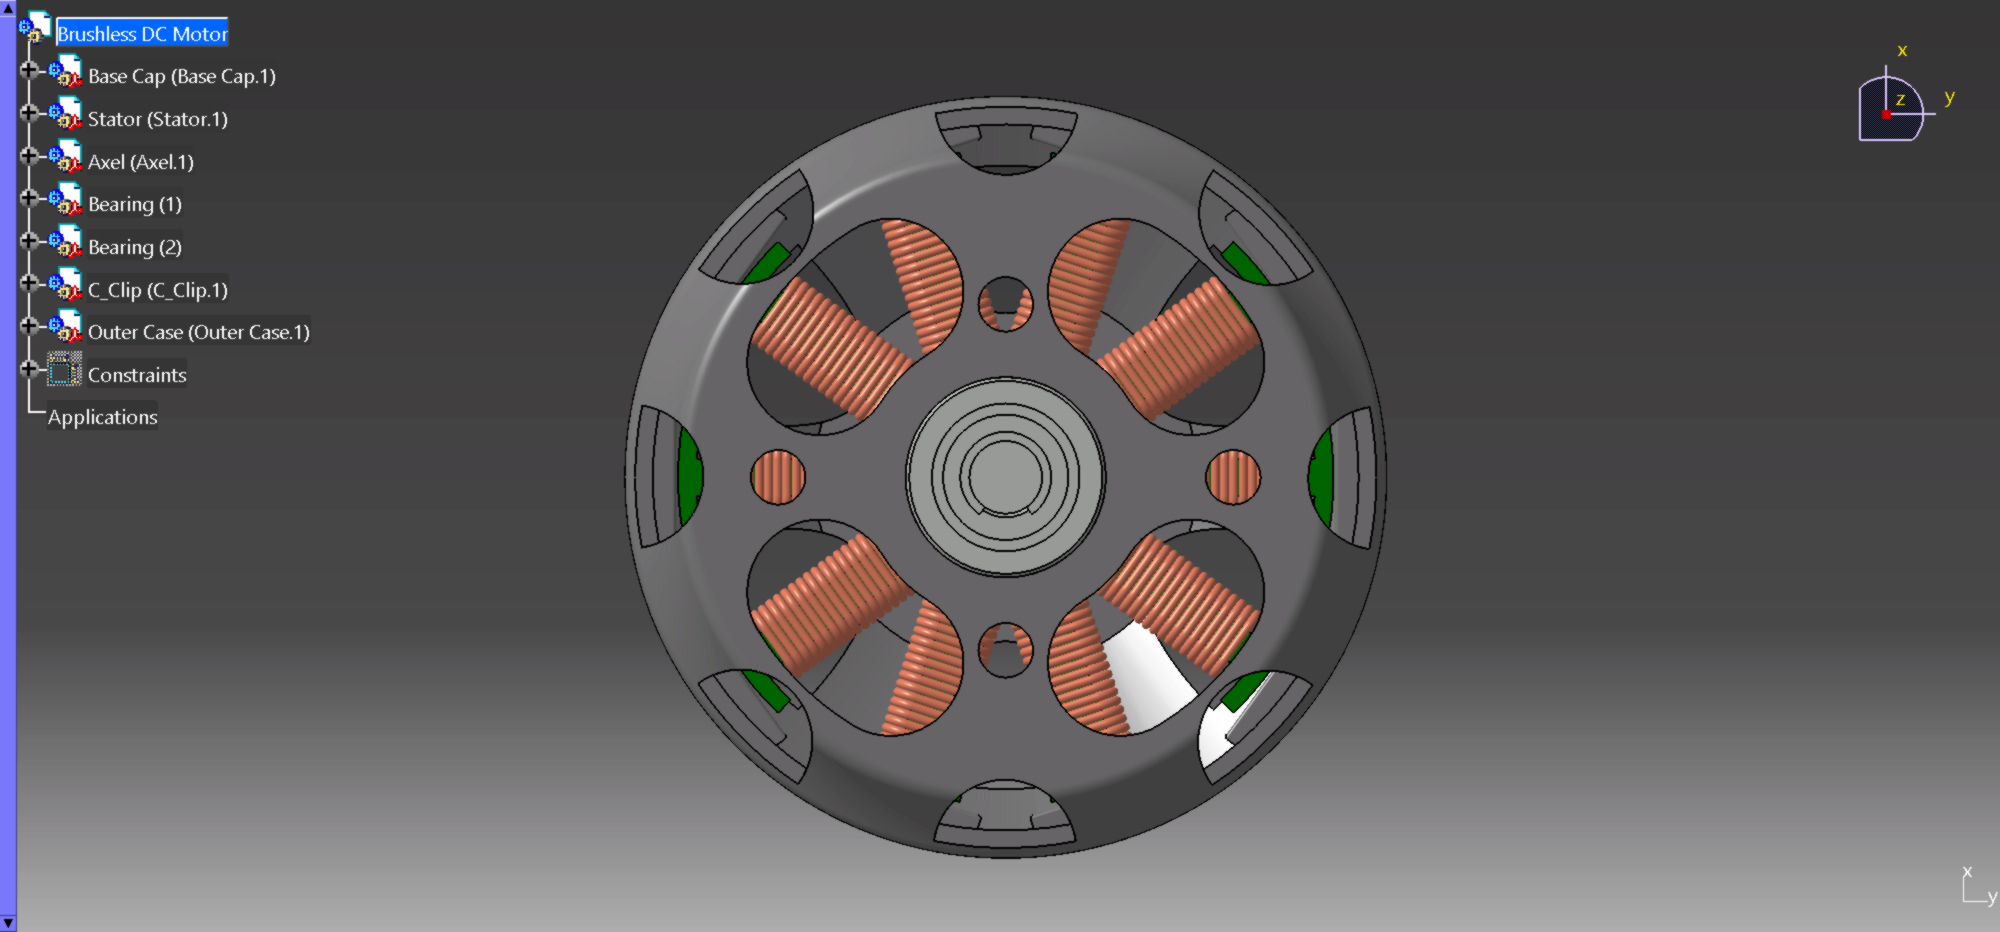 Brushless DC Motor
Base Cap (Base Cap.1)
Stator (Stator.1)
Axel (Axel.1)
Bearing (1)
Bearing (2)
C_Clip (C_Clip.1)
Outer Case (Outer Case.1)
Constraints
Applications
x
y
z
x
y